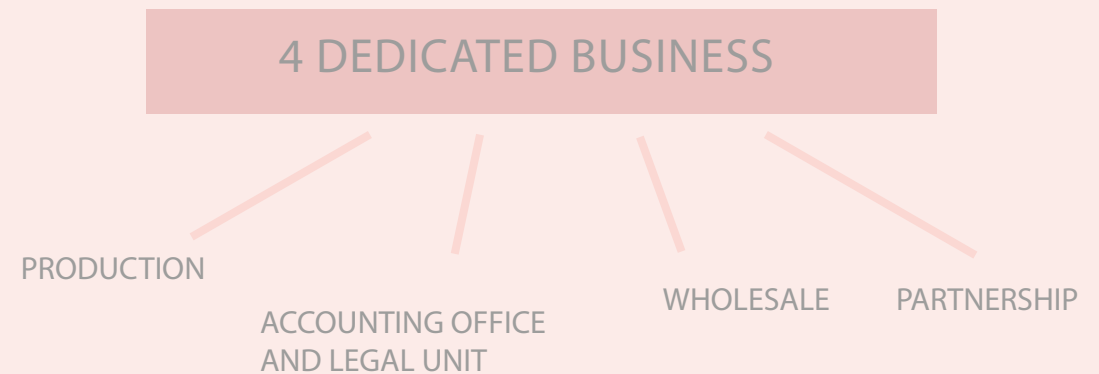 4 DEDICATED BUSINESS
PRODUCTION
ACCOUNTING OFFICE
AND LEGAL UNIT
WHOLESALE
PARTNERSHIP